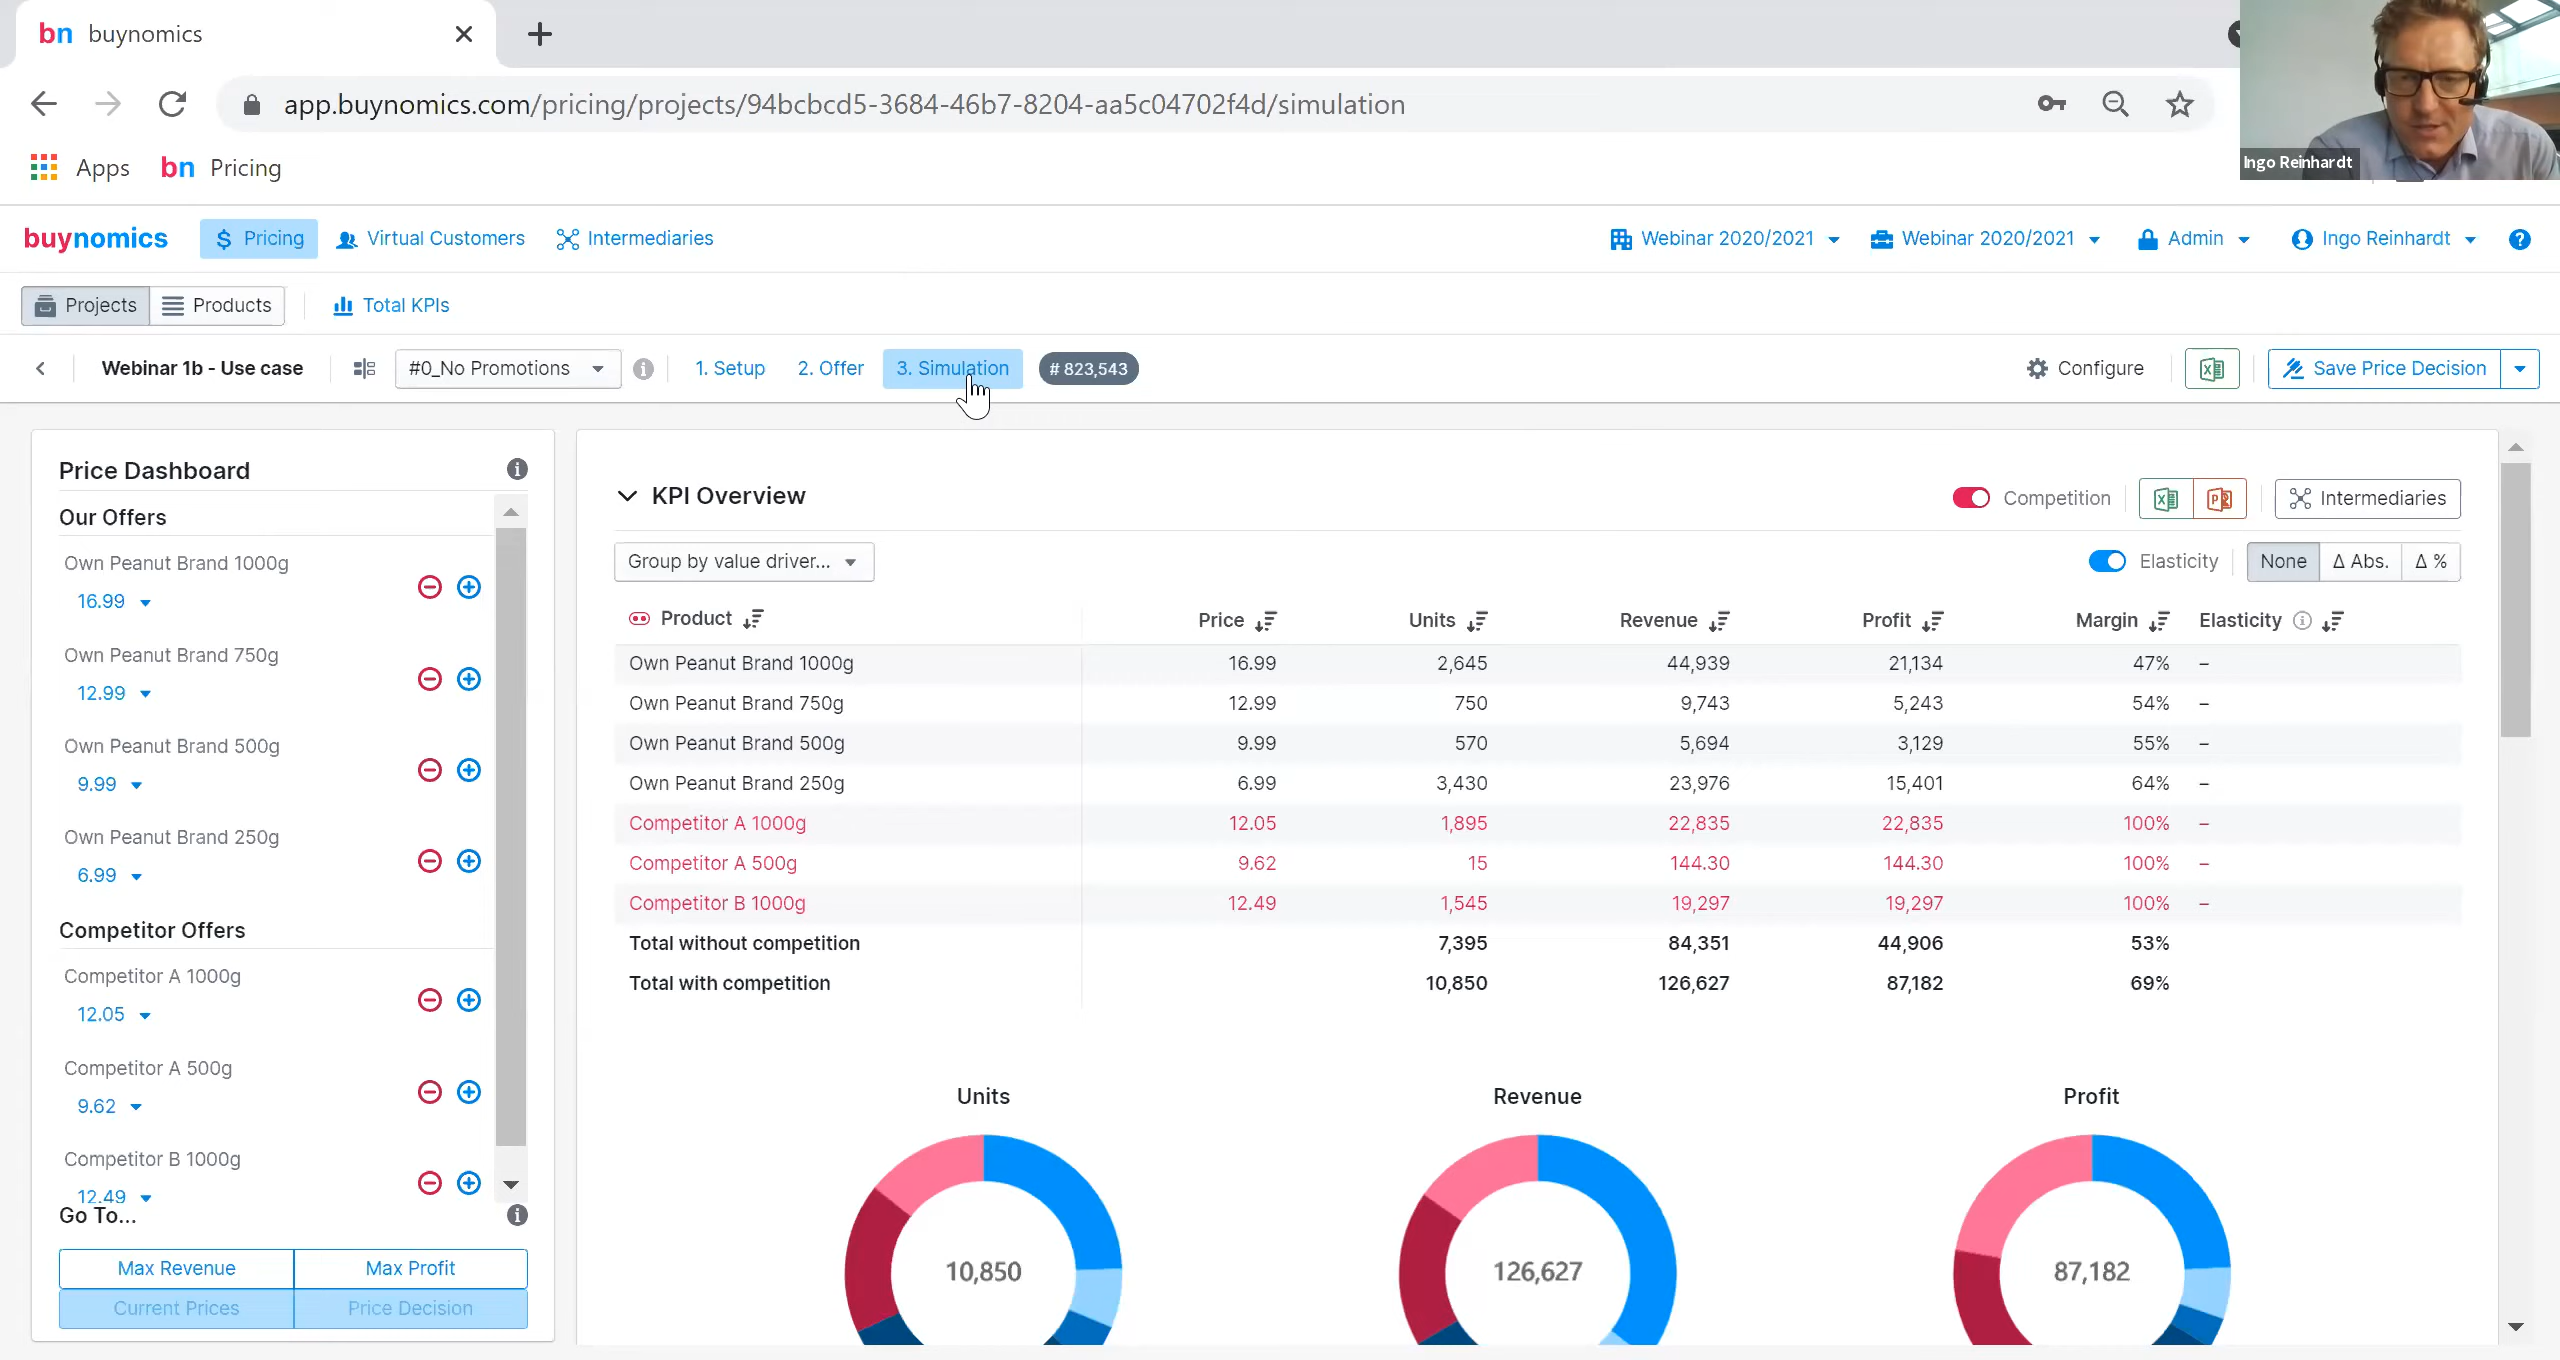 bn buynomics
app.buynomics.com/pricing/projects/94bcbcd5-3684-46b7-8204-aa5c04702f4d/simulation
Ingo Reinhardt
Apps bn Pricing
buynomics $ Pricing Virtual Customers Intermediaries Webinar 2020/2021 Webinar 2020/2021 Admin Ingo Reinhardt ?
Projects Products Total KPIs
Webinar 1b - Use case #0_No Promotions i 1. Setup 2. Offer 3. Simulation # 823,543 Configure Save Price Decision
Price Dashboard i
Our Offers
Own Peanut Brand 1000g
16.99
Own Peanut Brand 750g
12.99
Own Peanut Brand 500g
9.99
Own Peanut Brand 250g
6.99
Competitor Offers
Competitor A 1000g
12.05
Competitor A 500g
9.62
Competitor B 1000g
12.49
Go To... i
Max Revenue Max Profit
Current Prices Price Decision
KPI Overview Competition Intermediaries
Group by value driver... Elasticity None Δ Abs. Δ %
Product Price Units Revenue Profit Margin Elasticity i
Own Peanut Brand 1000g 16.99 2,645 44,939 21,134 47% –
Own Peanut Brand 750g 12.99 750 9,743 5,243 54% –
Own Peanut Brand 500g 9.99 570 5,694 3,129 55% –
Own Peanut Brand 250g 6.99 3,430 23,976 15,401 64% –
Competitor A 1000g 12.05 1,895 22,835 22,835 100% –
Competitor A 500g 9.62 15 144.30 144.30 100% –
Competitor B 1000g 12.49 1,545 19,297 19,297 100% –
Total without competition 7,395 84,351 44,906 53%
Total with competition 10,850 126,627 87,182 69%
Units Revenue Profit
10,850 126,627 87,182